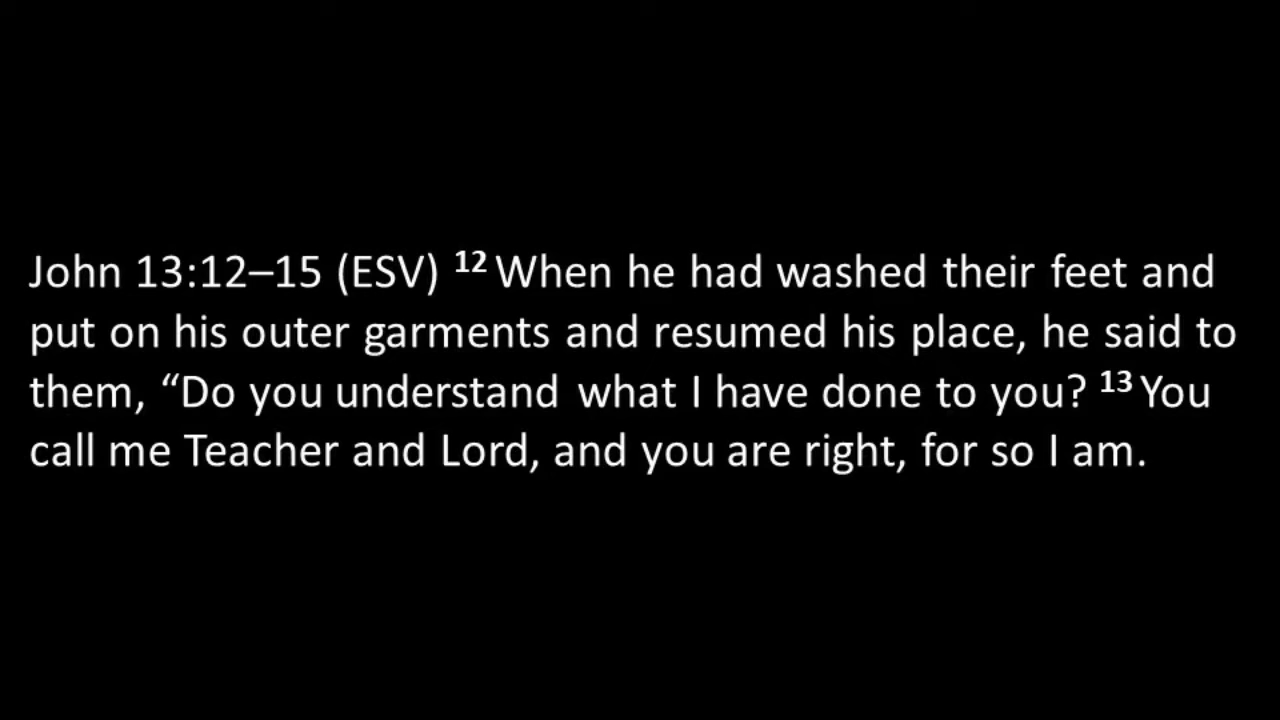 John 13:12–15 (ESV) 12 When he had washed their feet and
put on his outer garments and resumed his place, he said to
them, “Do you understand what I have done to you? 13 You
call me Teacher and Lord, and you are right, for so I am.